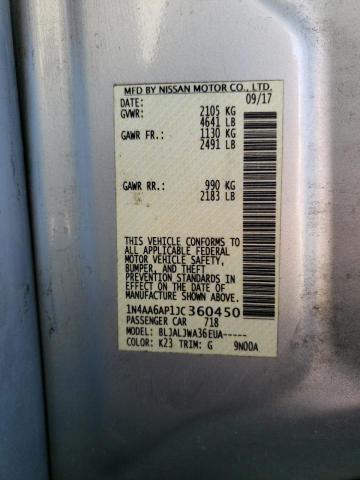 MFD BY NISSAN MOTOR CO., LTD.
DATE: 09/17
GVWR: 2105 KG
4641 LB
GAWR FR.: 1130 KG
2491 LB
GAWR RR.: 990 KG
2183 LB
THIS VEHICLE CONFORMS TO
ALL APPLICABLE FEDERAL
MOTOR VEHICLE SAFETY,
BUMPER, AND THEFT
PREVENTION STANDARDS
IN EFFECT ON THE DATE OF
MANUFACTURE SHOWN ABOVE.
1N4AA6AP1JC360450
PASSENGER CAR 718
MODEL: BLJALJWA36EUA-----
COLOR: K23 TRIM: G 9N00A